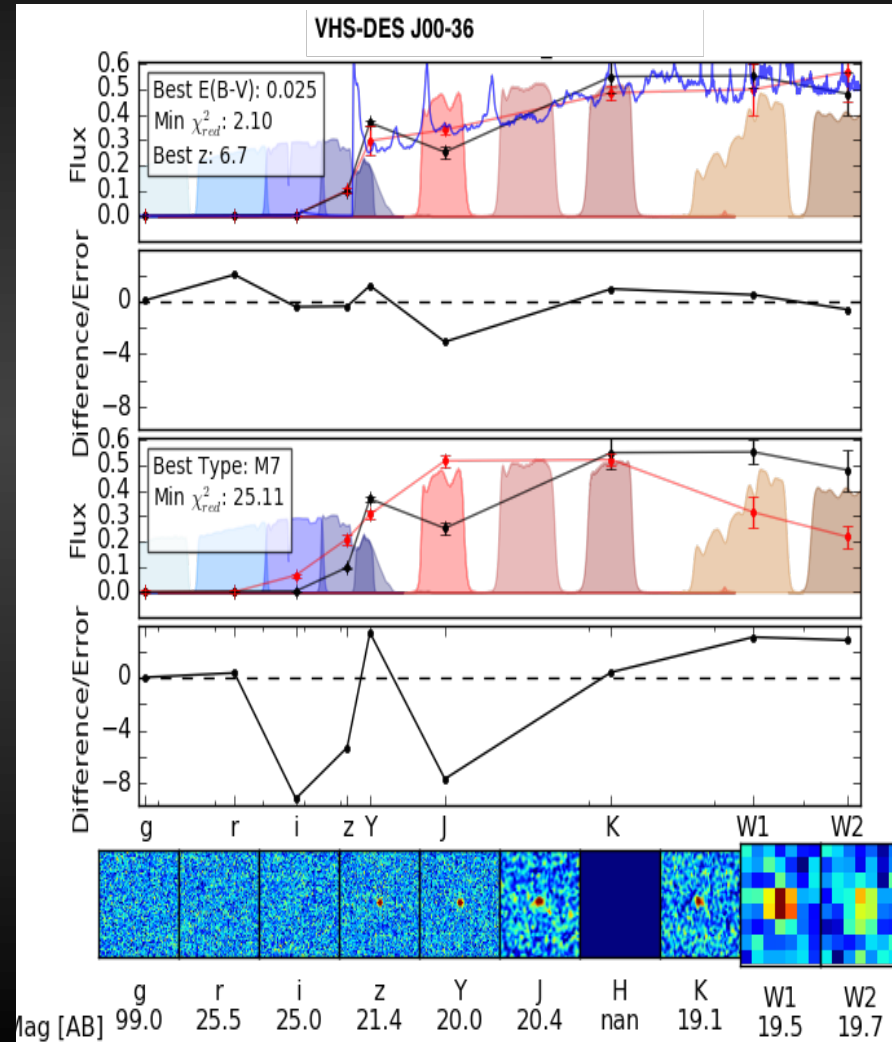 VHS-DES J00-36
0.6
0.5
0.4
0.3
0.2
0.1
0.0
Flux
Best E(B-V): 0.025
Min χ²red: 2.10
Best z: 6.7
0
−4
−8
Difference/Error
0.6
0.5
0.4
0.3
0.2
0.1
0.0
Flux
Best Type: M7
Min χ²red: 25.11
0
−4
−8
Difference/Error
g r i z Y J K W1 W2
g r i z Y J H K W1 W2
Mag [AB] 99.0 25.5 25.0 21.4 20.0 20.4 nan 19.1 19.5 19.7